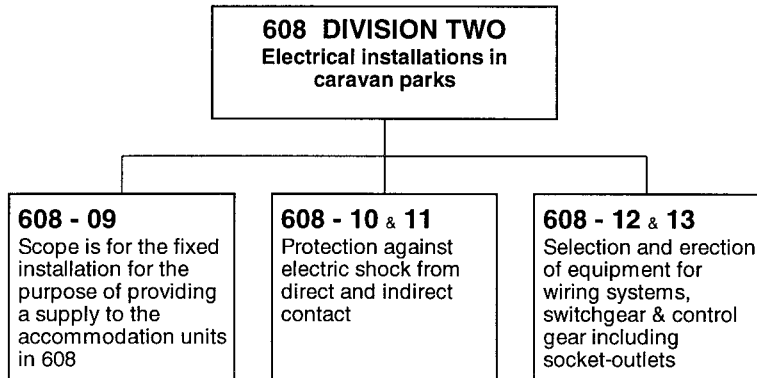 608 DIVISION TWO
Electrical installations in
caravan parks
608 - 09
Scope is for the fixed
installation for the
purpose of providing
a supply to the
accommodation units
in 608
608 - 10 & 11
Protection against
electric shock from
direct and indirect
contact
608 - 12 & 13
Selection and erection
of equipment for
wiring systems,
switchgear & control
gear including
socket-outlets